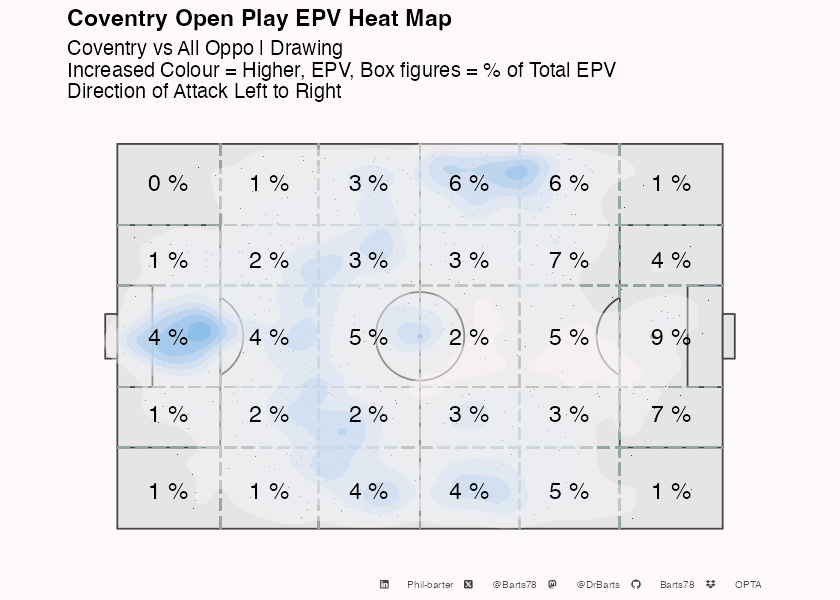 Coventry Open Play EPV Heat Map
Coventry vs All Oppo | Drawing
Increased Colour = Higher, EPV, Box figures = % of Total EPV
Direction of Attack Left to Right
0 % 1 % 3 % 6 % 6 % 1 %
1 % 2 % 3 % 3 % 7 % 4 %
4 % 4 % 5 % 2 % 5 % 9 %
1 % 2 % 2 % 3 % 3 % 7 %
1 % 1 % 4 % 4 % 5 % 1 %
Phil-barter @Barts78 @DrBarts Barts78 OPTA